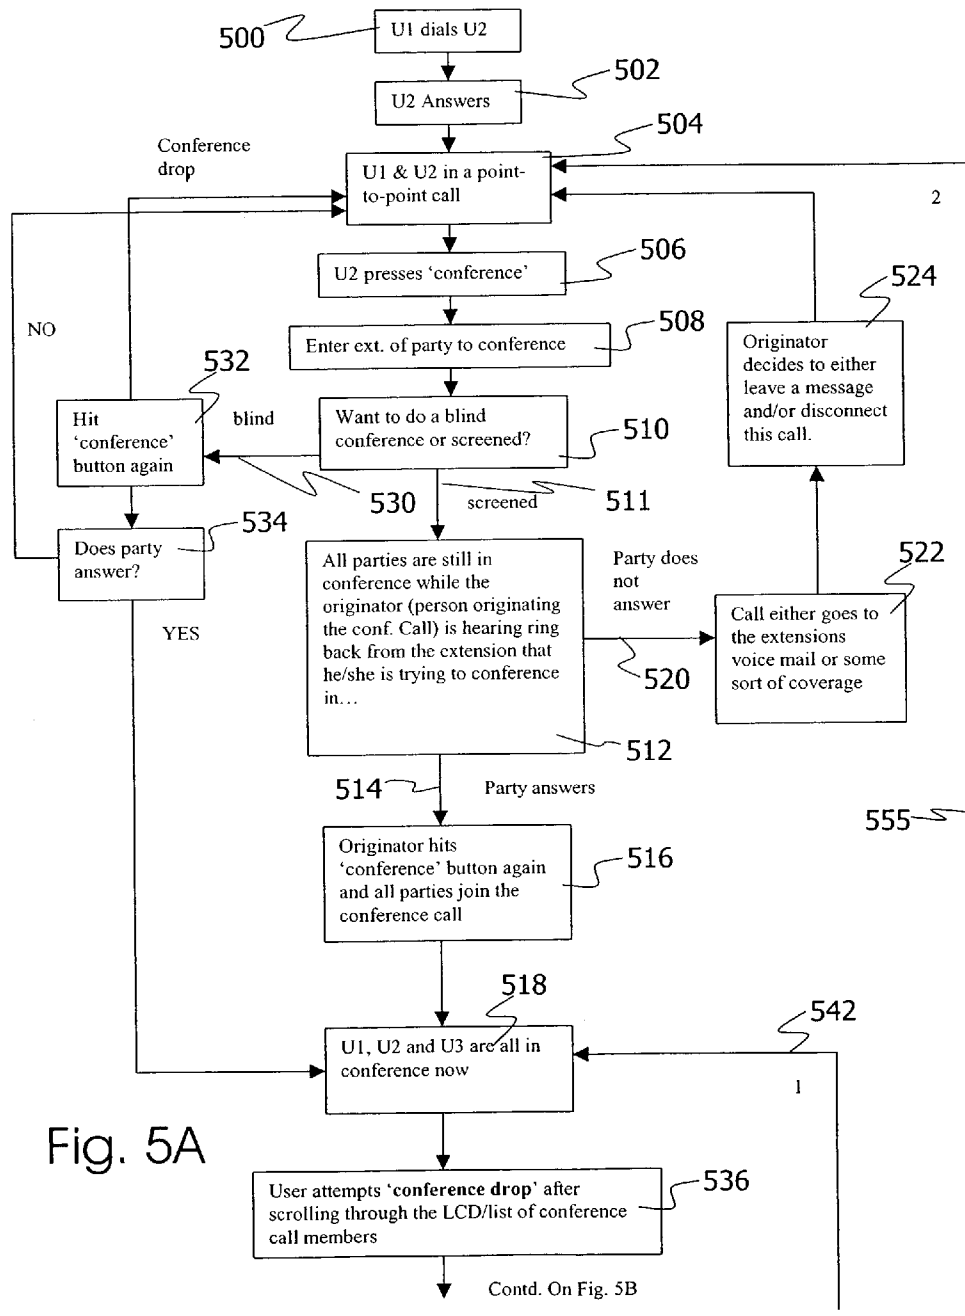 500
U1 dials U2
502
U2 Answers
504
Conference
drop
U1 & U2 in a point-
to-point call
2
506
U2 presses ‘conference’
524
NO
508
Enter ext. of party to conference
Originator
decides to either
leave a message
and/or disconnect
this call.
532
Hit
‘conference’
button again
blind
Want to do a blind
conference or screened?
510
530
511
screened
534
Does party
answer?
All parties are still in
conference while the
originator (person originating
the conf. Call) is hearing ring
back from the extension that
he/she is trying to conference
in…
Party does
not
answer
522
YES
Call either goes to
the extensions
voice mail or some
sort of coverage
520
512
514
Party answers
555
Originator hits
‘conference’ button again
and all parties join the
conference call
516
518
542
U1, U2 and U3 are all in
conference now
1
Fig. 5A
User attempts ‘conference drop’ after
scrolling through the LCD/list of conference
call members
536
Contd. On Fig. 5B